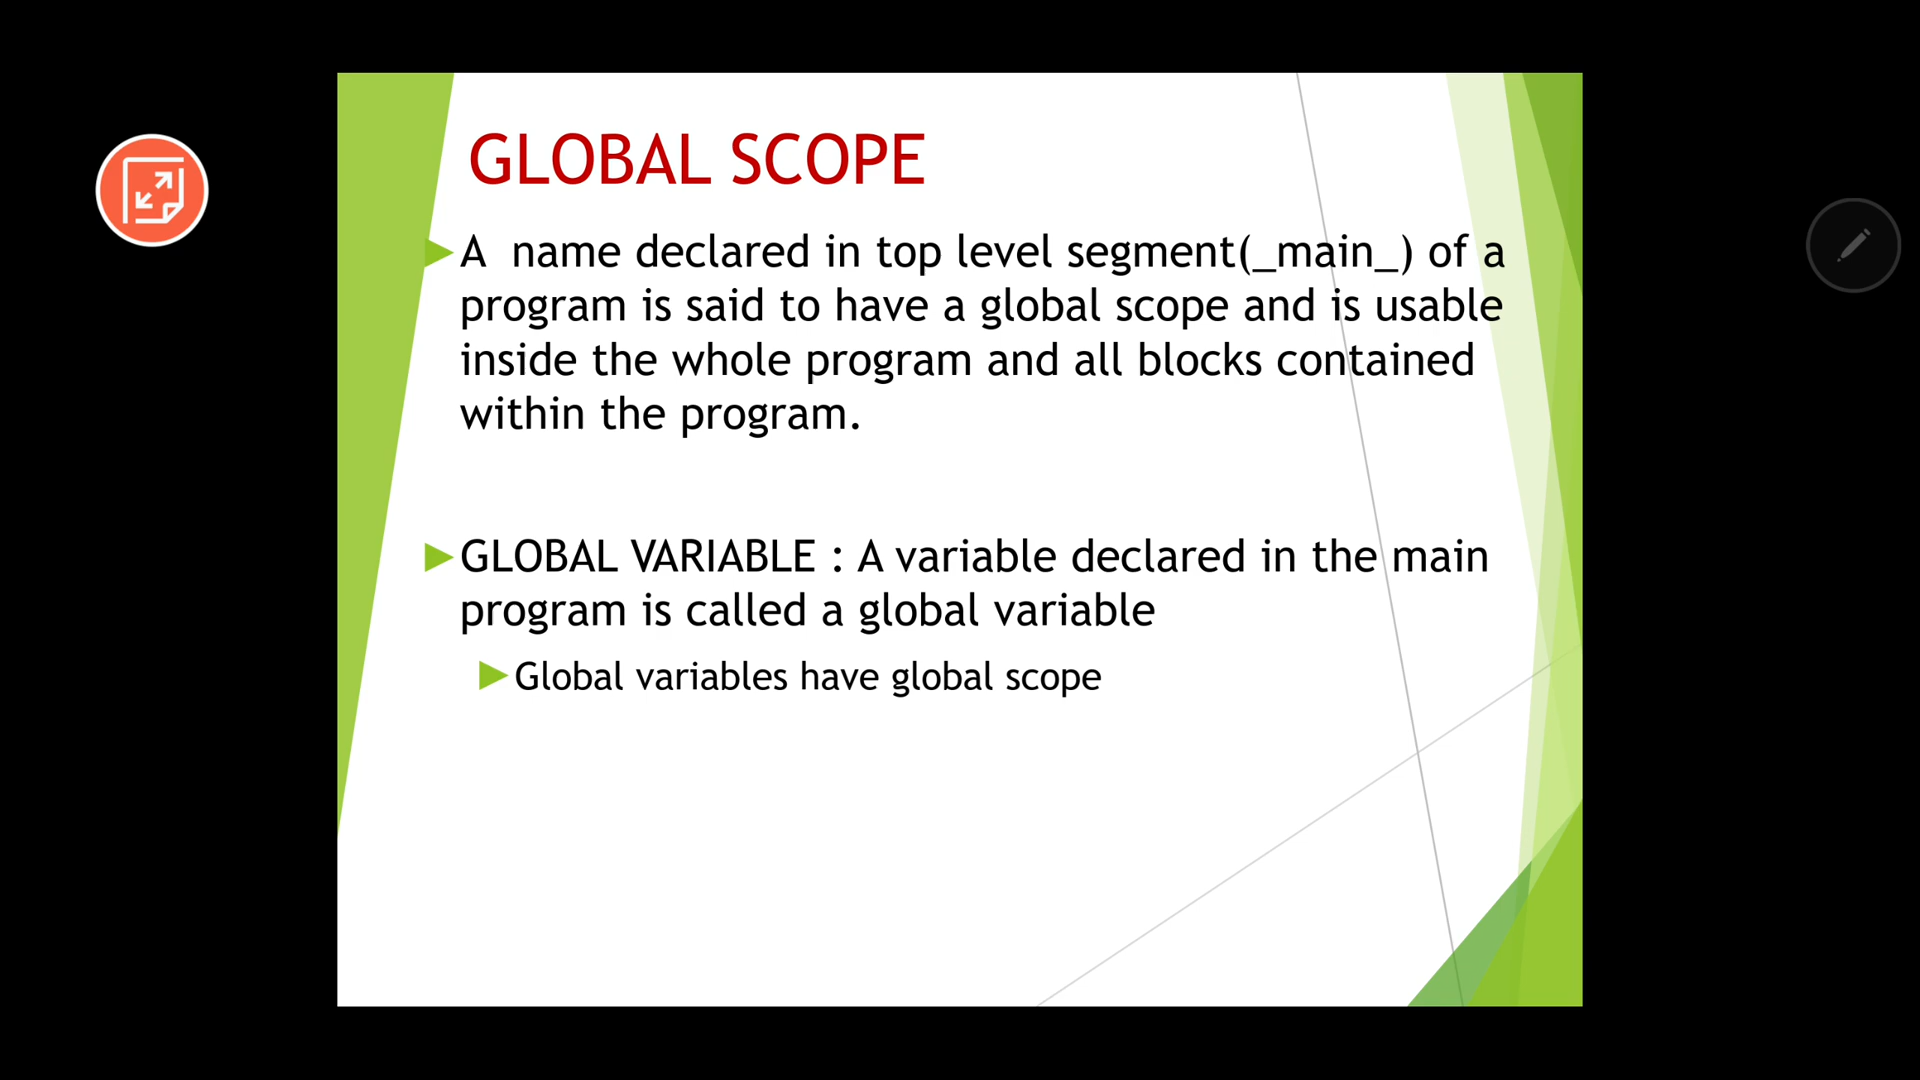 GLOBAL SCOPE
A  name declared in top level segment(_main_) of a
program is said to have a global scope and is usable
inside the whole program and all blocks contained
within the program.
GLOBAL VARIABLE : A variable declared in the main
program is called a global variable
Global variables have global scope